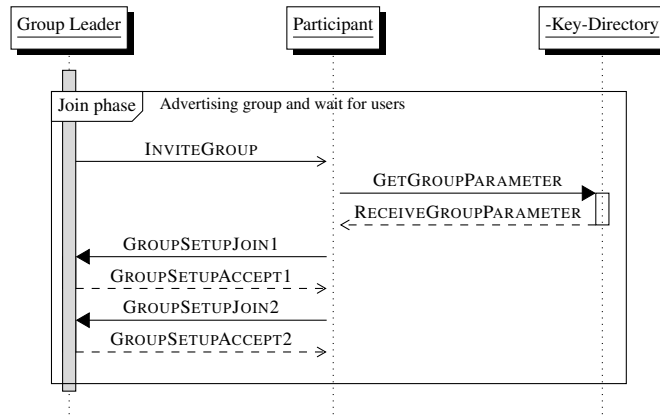 Group Leader Participant -Key-Directory
Join phase Advertising group and wait for users
INVITEGROUP
GETGROUPPARAMETER
RECEIVEGROUPPARAMETER
GROUPSETUPJOIN1
GROUPSETUPACCEPT1
GROUPSETUPJOIN2
GROUPSETUPACCEPT2